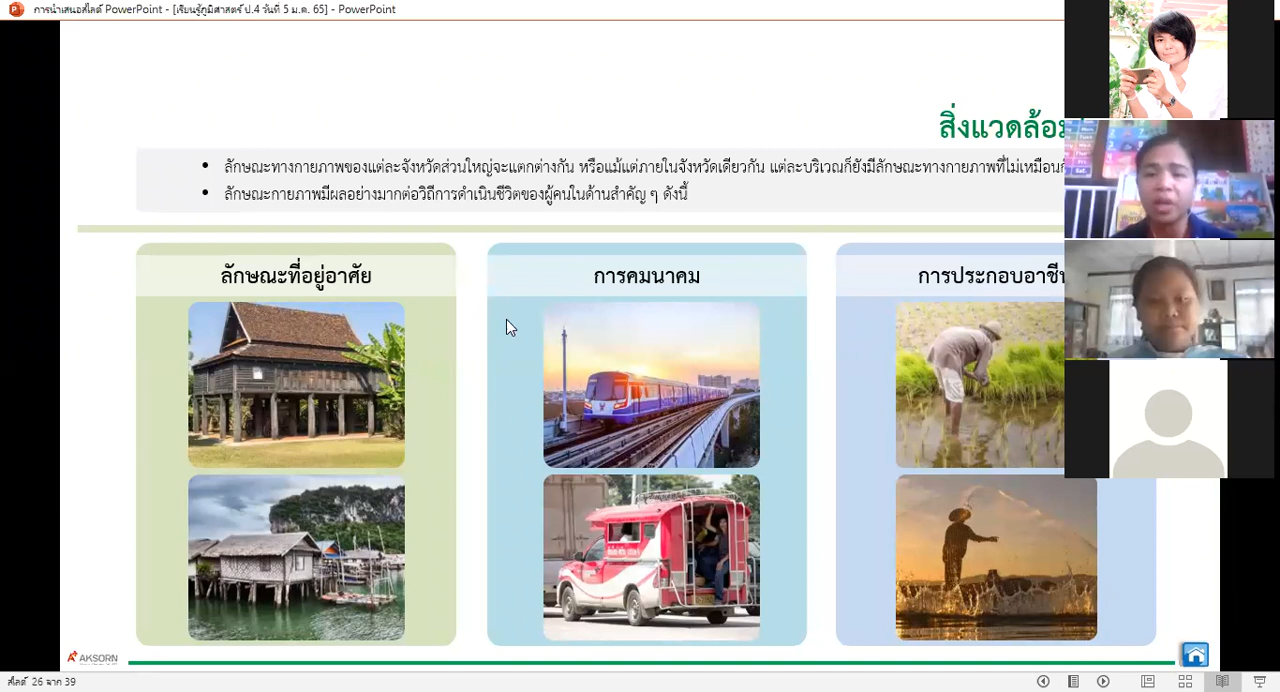 การนำเสนอสไลด์ PowerPoint - [เรียนรู้ภูมิศาสตร์ ป.4 วันที่ 5 ม.ค. 65] - PowerPoint
สิ่งแวดล้อม
• ลักษณะทางกายภาพของแต่ละจังหวัดส่วนใหญ่จะแตกต่างกัน หรือแม้แต่ภายในจังหวัดเดียวกัน แต่ละบริเวณก็ยังมีลักษณะทางกายภาพที่ไม่เหมือนกัน
• ลักษณะกายภาพมีผลอย่างมากต่อวิถีการดำเนินชีวิตของผู้คนในด้านสำคัญ ๆ ดังนี้
ลักษณะที่อยู่อาศัย
การคมนาคม
การประกอบอาชีพ
AKSORN
สไลด์ 26 จาก 39